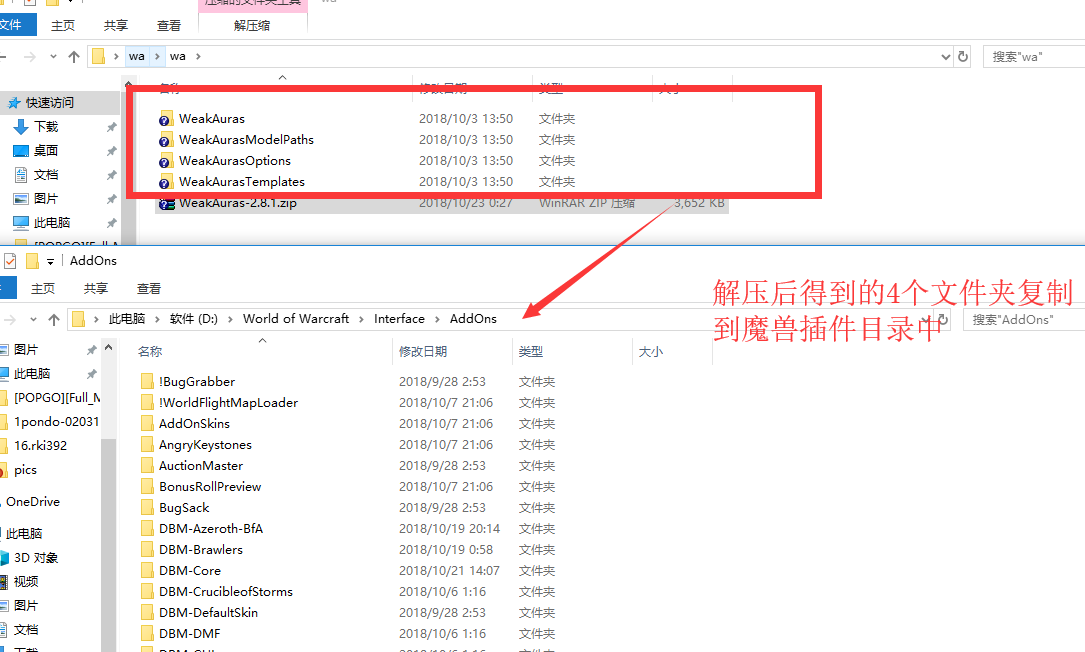 压缩的文件夹工具
wa
文件 主页 共享 查看 解压缩
wa wa 搜索"wa"
名称 修改日期 类型 大小
快速访问
下载
桌面
文档
图片
此电脑
WeakAuras 2018/10/3 13:50 文件夹
WeakAurasModelPaths 2018/10/3 13:50 文件夹
WeakAurasOptions 2018/10/3 13:50 文件夹
WeakAurasTemplates 2018/10/3 13:50 文件夹
WeakAuras-2.8.1.zip 2018/10/23 0:27 WinRAR ZIP 压缩 3,652 KB
[POPGO][Full_M
AddOns
主页 共享 查看
解压后得到的4个文件夹复制
到魔兽插件目录中
此电脑 软件 (D:) World of Warcraft Interface AddOns 搜索"AddOns"
图片
此电脑
[POPGO][Full_M
1pondo-02031
16.rki392
pics
OneDrive
此电脑
3D 对象
视频
图片
文档
下载
名称 修改日期 类型 大小
!BugGrabber 2018/9/28 2:53 文件夹
!WorldFlightMapLoader 2018/10/7 21:06 文件夹
AddOnSkins 2018/10/7 21:06 文件夹
AngryKeystones 2018/10/7 21:06 文件夹
AuctionMaster 2018/9/28 2:53 文件夹
BonusRollPreview 2018/10/7 21:06 文件夹
BugSack 2018/9/28 2:53 文件夹
DBM-Azeroth-BfA 2018/10/19 20:14 文件夹
DBM-Brawlers 2018/10/19 0:58 文件夹
DBM-Core 2018/10/21 14:07 文件夹
DBM-CrucibleofStorms 2018/10/6 1:16 文件夹
DBM-DefaultSkin 2018/9/28 2:53 文件夹
DBM-DMF 2018/10/6 1:16 文件夹